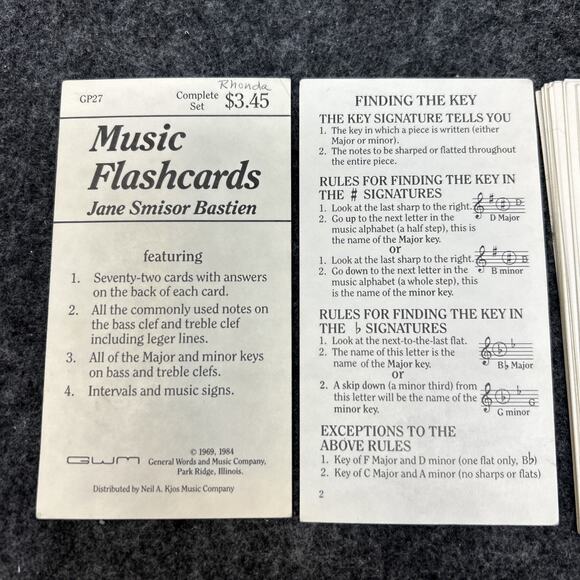 Rhonda
GP27
Complete
Set
$3.45
Music
Flashcards
Jane Smisor Bastien
featuring
1. Seventy-two cards with answers
on the back of each card.
2. All the commonly used notes on
the bass clef and treble clef
including leger lines.
3. All of the Major and minor keys
on bass and treble clefs.
4. Intervals and music signs.
GWM
© 1969, 1984
General Words and Music Company,
Park Ridge, Illinois.
Distributed by Neil A. Kjos Music Company
FINDING THE KEY
THE KEY SIGNATURE TELLS YOU
1. The key in which a piece is written (either
Major or minor).
2. The notes to be sharped or flatted throughout
the entire piece.
RULES FOR FINDING THE KEY IN
THE ♯ SIGNATURES
1. Look at the last sharp to the right.
2. Go up to the next letter in the
music alphabet (a half step), this
is the name of the Major key.
D Major
or
1. Look at the last sharp to the right.
2. Go down to the next letter in the
music alphabet (a whole step), this
is the name of the minor key.
B minor
RULES FOR FINDING THE KEY IN
THE ♭ SIGNATURES
1. Look at the next-to-the-last flat.
2. The name of this letter is the
name of the Major key.
B♭ Major
or
2. A skip down (a minor third) from
this letter will be the name of the
minor key.
G
G minor
EXCEPTIONS TO THE
ABOVE RULES
1. Key of F Major and D minor (one flat only, B♭)
2. Key of C Major and A minor (no sharps or flats)
2